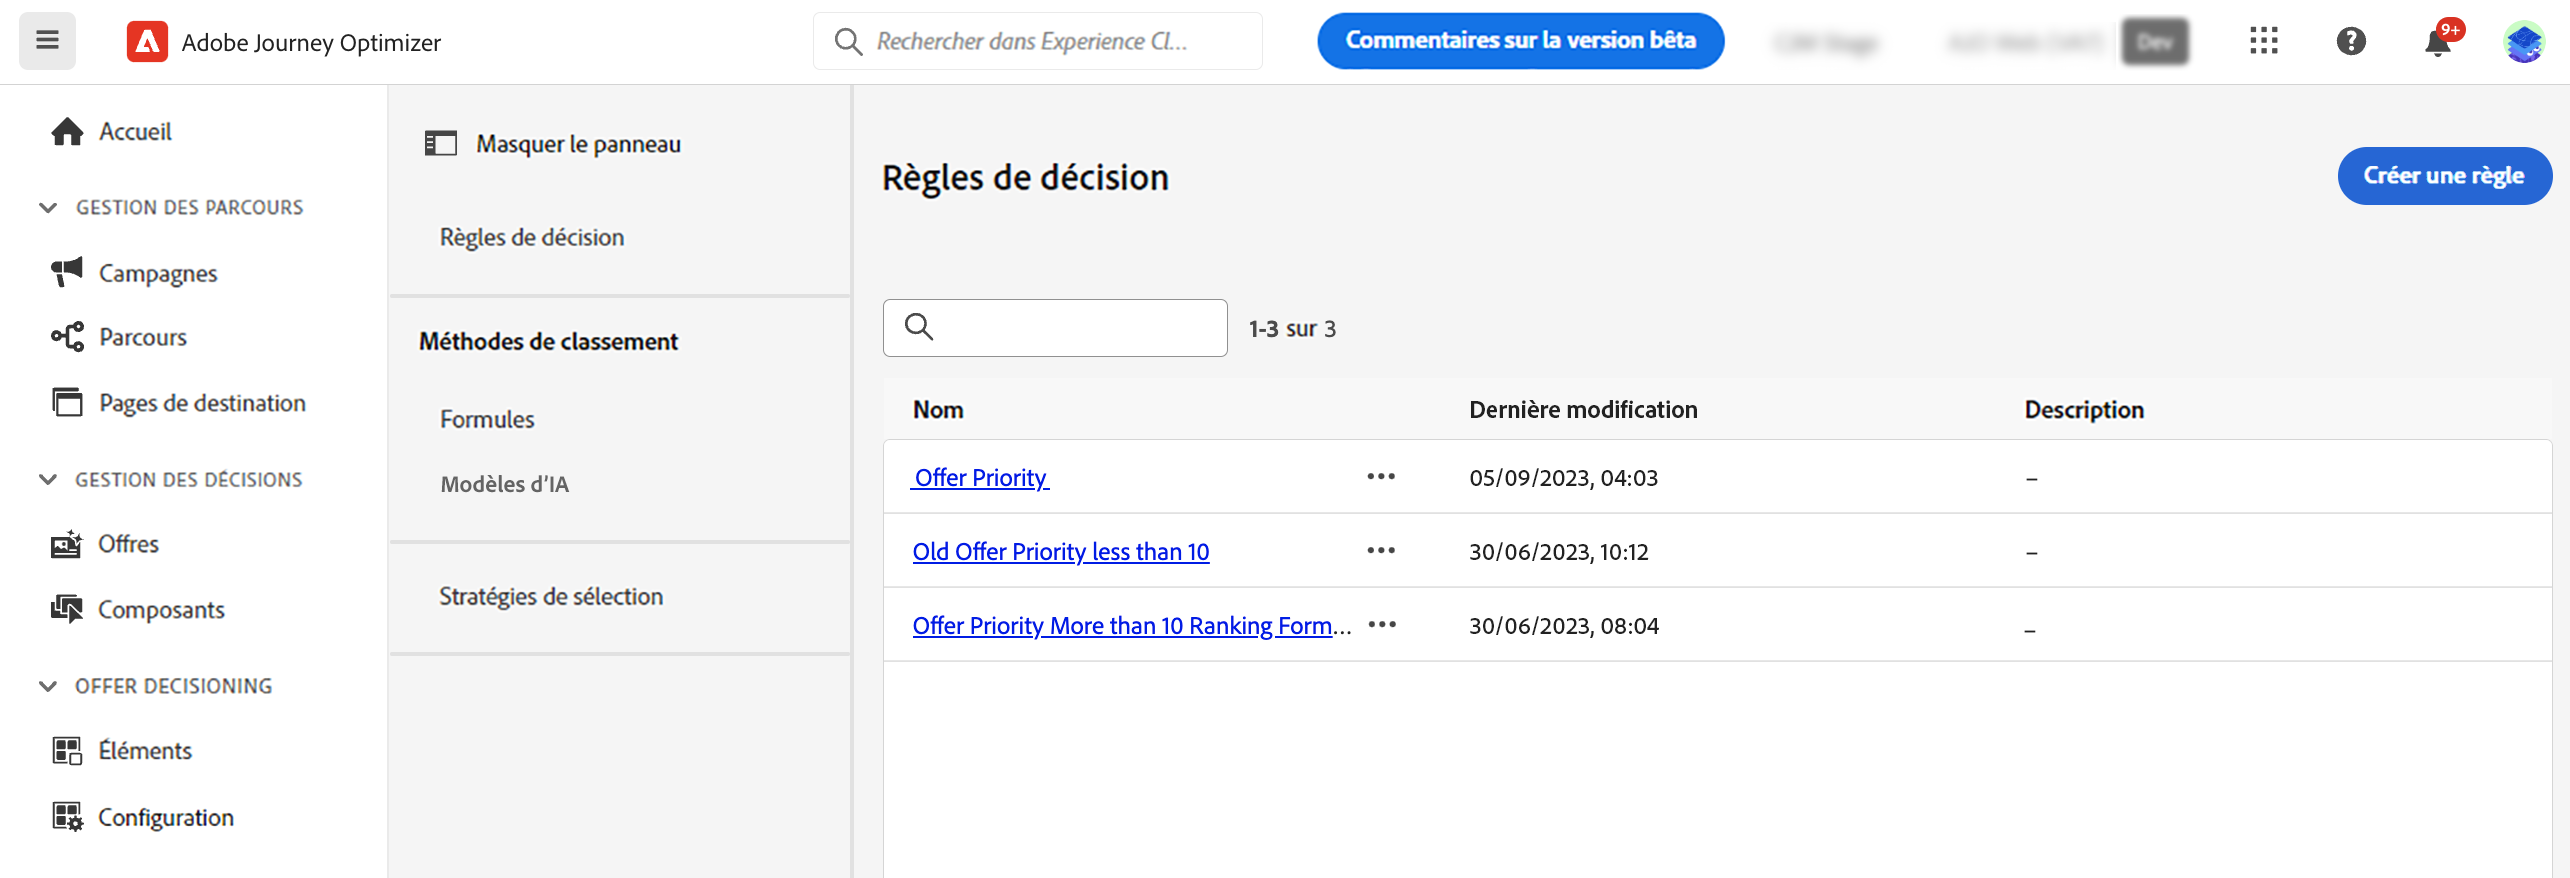 Adobe Journey Optimizer
Rechercher dans Experience Cl...
Commentaires sur la version bêta
Dev
9+
Accueil
GESTION DES PARCOURS
Campagnes
Parcours
Pages de destination
GESTION DES DÉCISIONS
Offres
Composants
OFFER DECISIONING
Éléments
Configuration
Masquer le panneau
Règles de décision
Méthodes de classement
Formules
Modèles d’IA
Stratégies de sélection
Règles de décision
Créer une règle
1-3 sur 3
Nom Dernière modification Description
Offer Priority ••• 05/09/2023, 04:03 –
Old Offer Priority less than 10 ••• 30/06/2023, 10:12 –
Offer Priority More than 10 Ranking Form... ••• 30/06/2023, 08:04 –